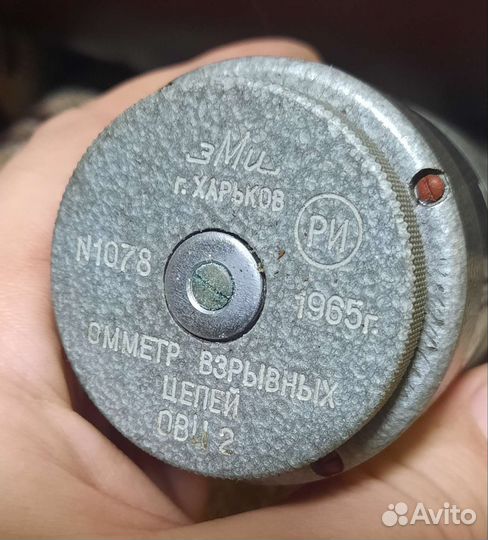 зМи
г. ХАРЬКОВ
РИ
N1078
1965г.
ОММЕТР ВЗРЫВНЫХ
ЦЕПЕЙ
ОВЦ 2
Avito